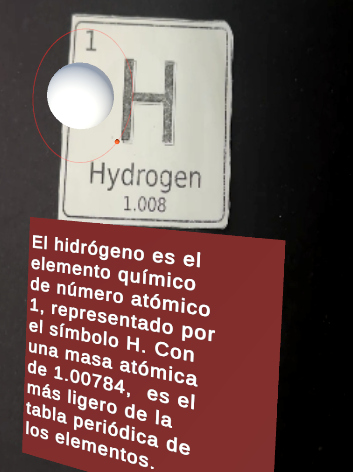 1
H
Hydrogen
1.008
El hidrógeno es el
elemento químico
de número atómico
1, representado por
el símbolo H. Con
una masa atómica
de 1.00784,  es el
más ligero de la
tabla periódica de
los elementos.